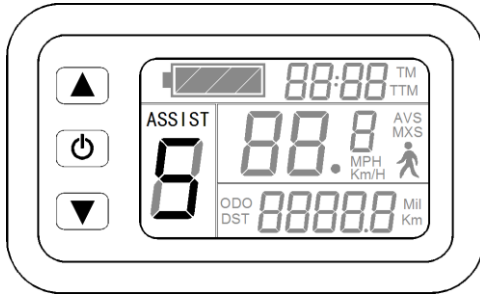 88:88 TM
TTM
ASSIST
5
88.8
AVS
MXS
MPH
Km/H
ODO
DST
8888.8
Mil
Km